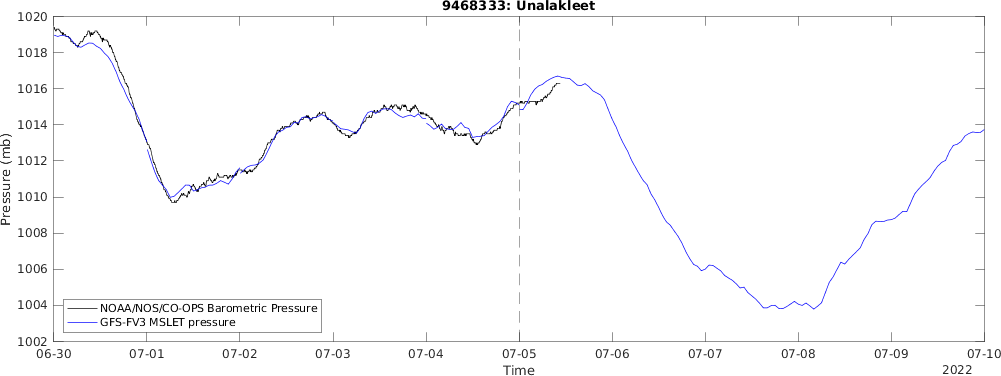 9468333: Unalakleet
1020
1018
1016
1014
1012
1010
1008
1006
1004
1002
Pressure (mb)
NOAA/NOS/CO-OPS Barometric Pressure
GFS-FV3 MSLET pressure
06-30 07-01 07-02 07-03 07-04 07-05 07-06 07-07 07-08 07-09 07-10
Time
2022